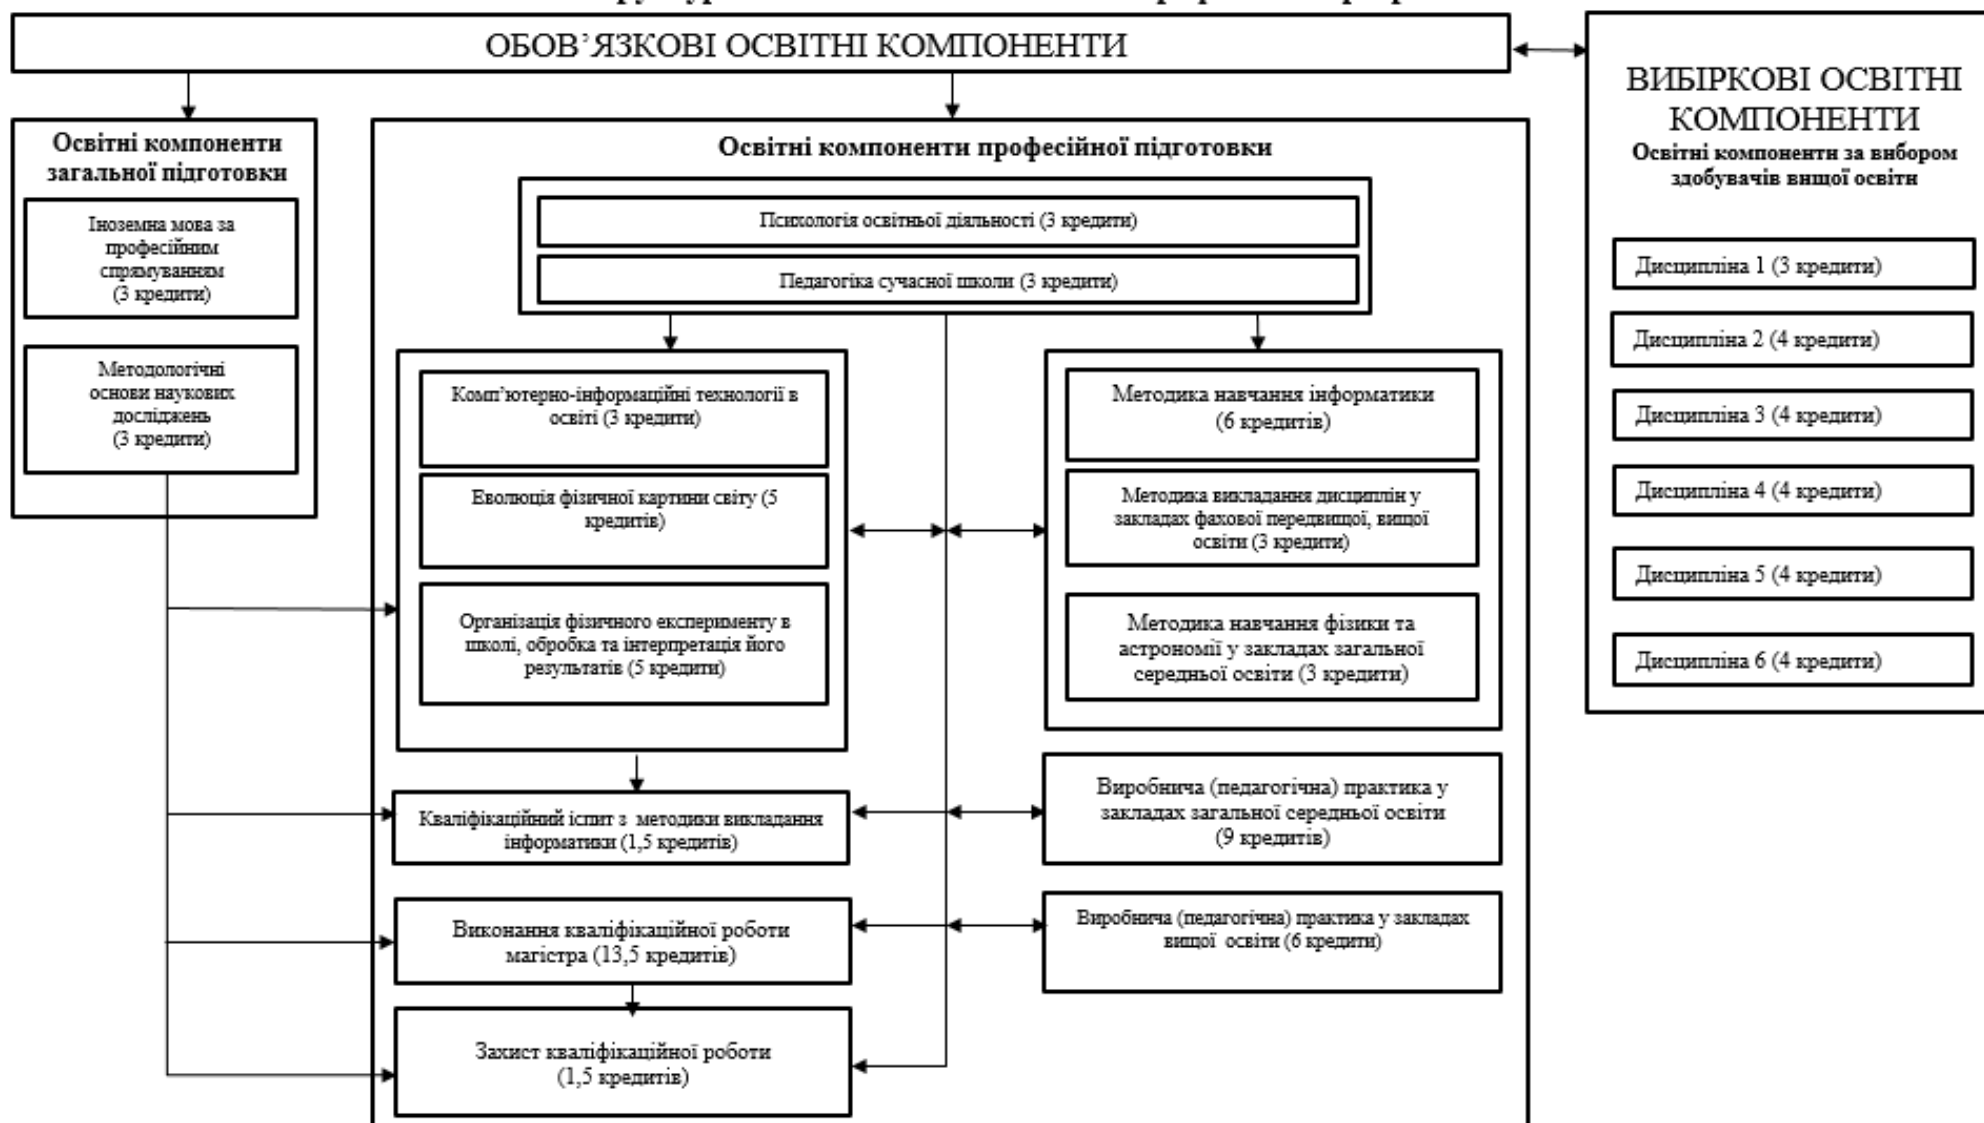 ОБОВ’ЯЗКОВІ ОСВІТНІ КОМПОНЕНТИ
Освітні компоненти
загальної підготовки
Іноземна мова за
професійним
спрямуванням
(3 кредити)
Методологічні
основи наукових
досліджень
(3 кредити)
Освітні компоненти професійної підготовки
Психологія освітньої діяльності (3 кредити)
Педагогіка сучасної школи (3 кредити)
Комп’ютерно-інформаційні технології в
освіті (3 кредити)
Еволюція фізичної картини світу (5
кредитів)
Організація фізичного експерименту в
школі, обробка та інтерпретація його
результатів (5 кредити)
Методика навчання інформатики
(6 кредитів)
Методика викладання дисциплін у
закладах фахової передвищої, вищої
освіти (3 кредити)
Методика навчання фізики та
астрономії у закладах загальної
середньої освіти (3 кредити)
Кваліфікаційний іспит з методики викладання
інформатики (1,5 кредитів)
Виробнича (педагогічна) практика у
закладах загальної середньої освіти
(9 кредитів)
Виконання кваліфікаційної роботи
магістра (13,5 кредитів)
Виробнича (педагогічна) практика у закладах
вищої освіти (6 кредити)
Захист кваліфікаційної роботи
(1,5 кредитів)
ВИБІРКОВІ ОСВІТНІ
КОМПОНЕНТИ
Освітні компоненти за вибором
здобувачів вищої освіти
Дисципліна 1 (3 кредити)
Дисципліна 2 (4 кредити)
Дисципліна 3 (4 кредити)
Дисципліна 4 (4 кредити)
Дисципліна 5 (4 кредити)
Дисципліна 6 (4 кредити)